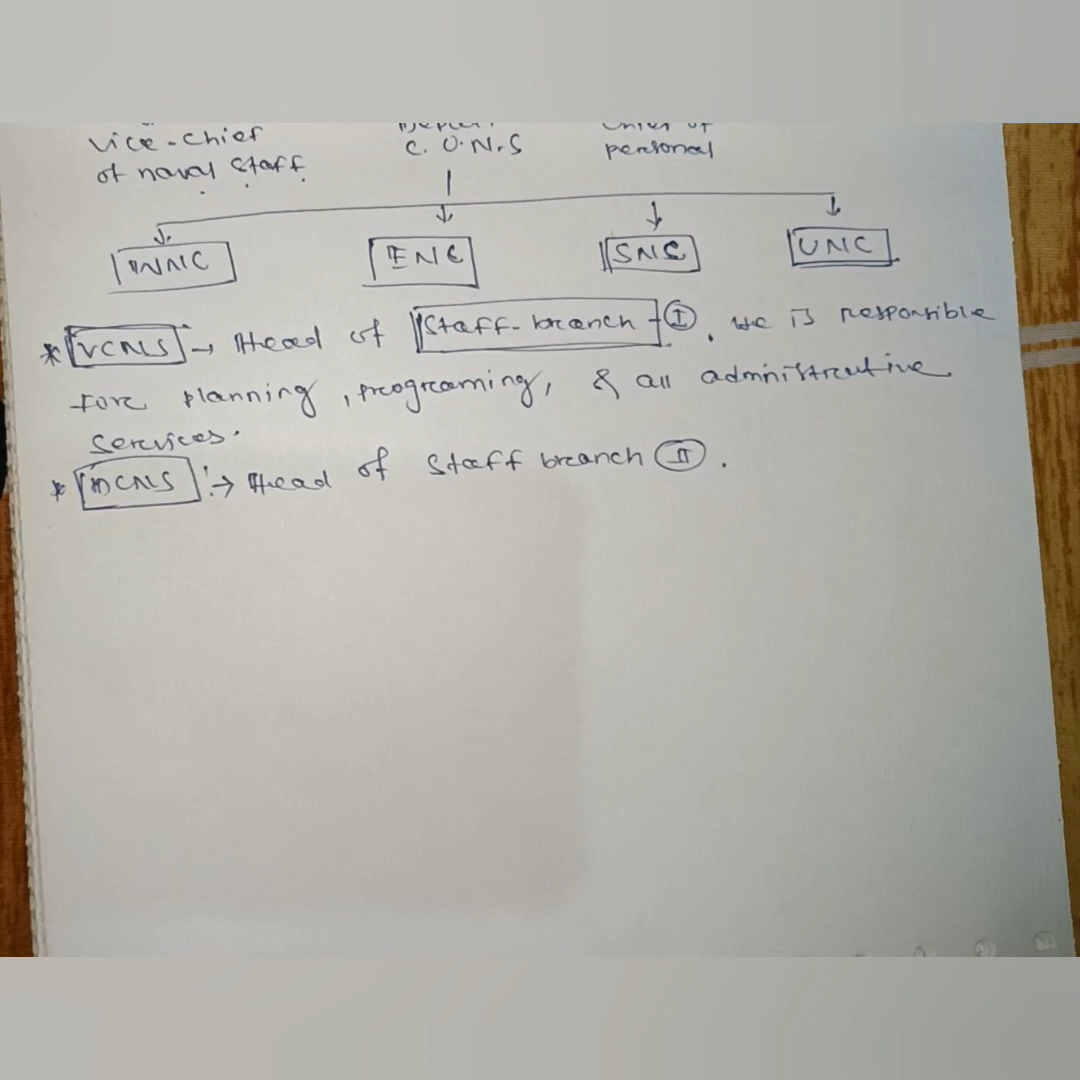 Vice-chief C.O.N.S personal
of naval staff
WNC ENC SNC UNC
* VCNS → Head of Staff-branch-I. He is responsible
fore planning, programing, & all administrative
services.
* DCNS :→ Head of Staff branch II.